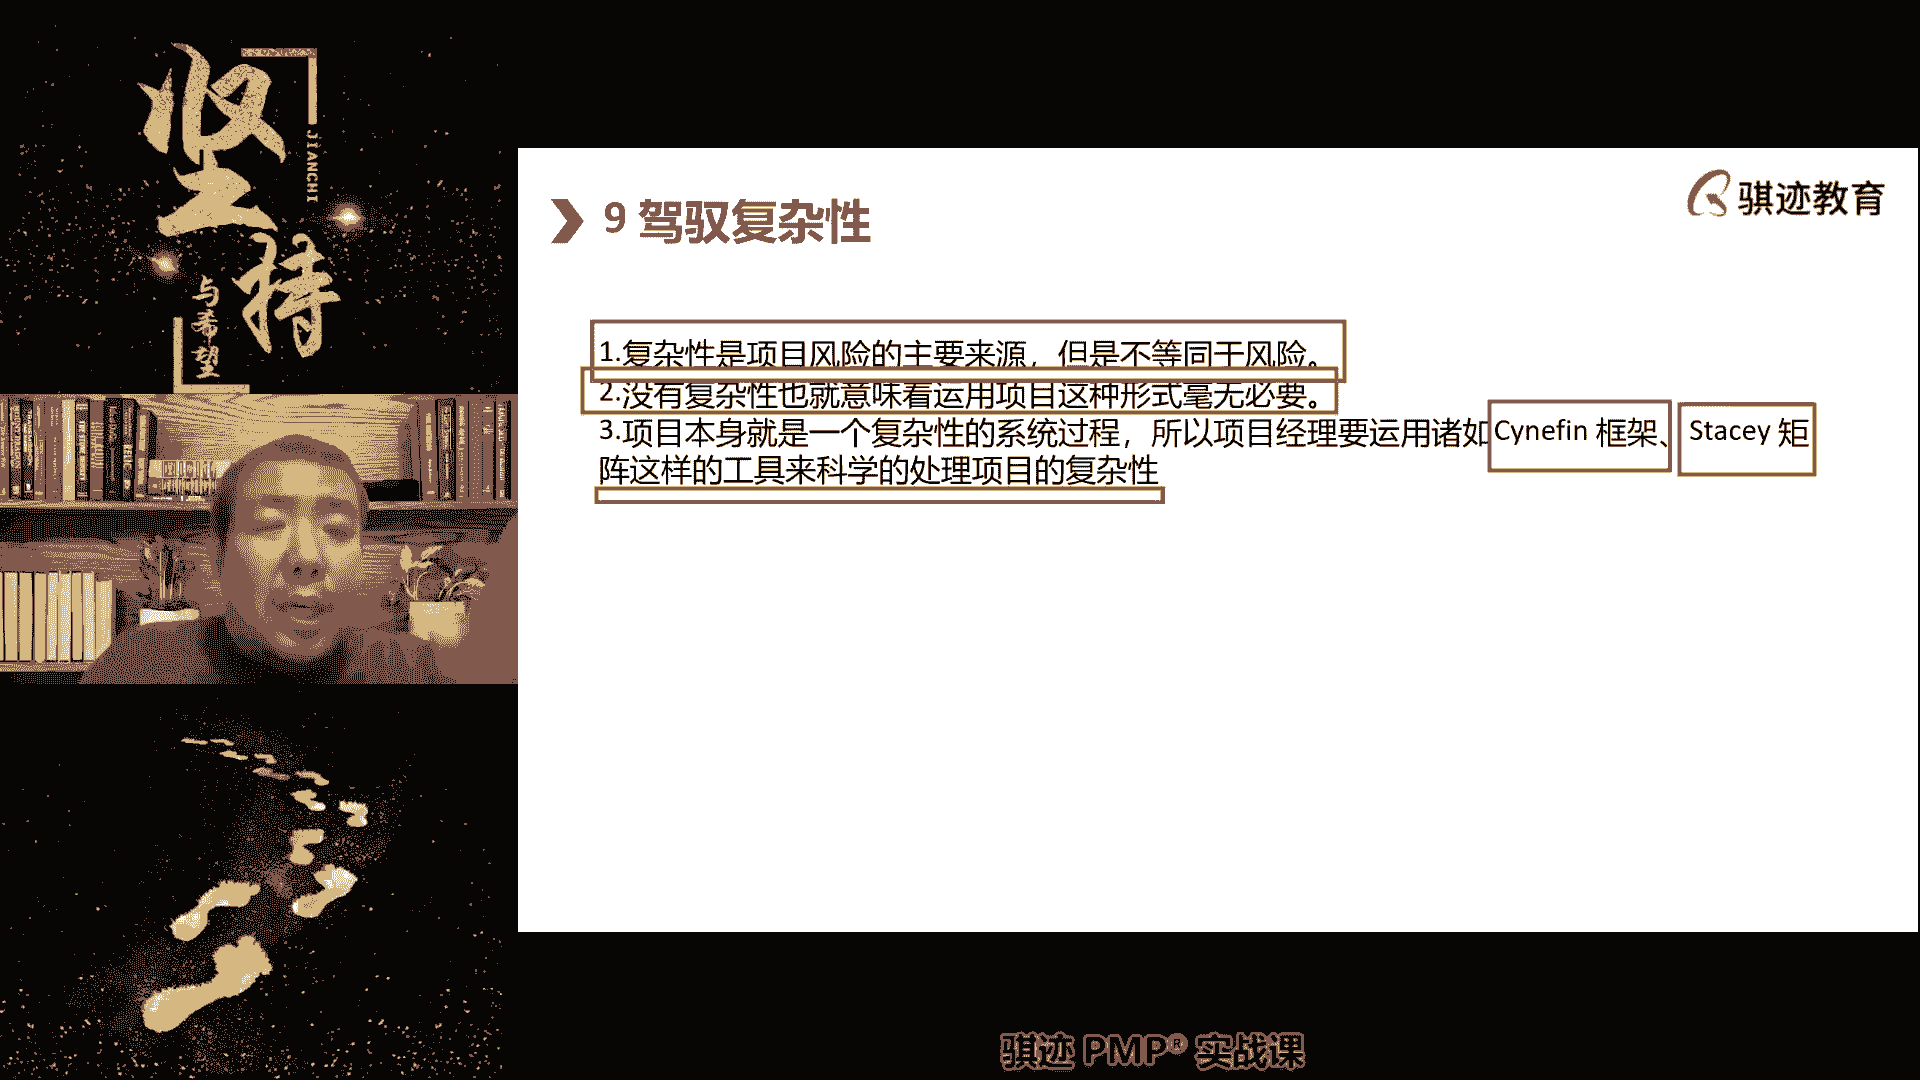 坚持
JIANCHI
与希望
骐迹教育
9 驾驭复杂性
1.复杂性是项目风险的主要来源，但是不等同于风险。
2.没有复杂性也就意味着运用项目这种形式毫无必要。
3.项目本身就是一个复杂性的系统过程，所以项目经理要运用诸如Cynefin 框架、Stacey 矩
阵这样的工具来科学的处理项目的复杂性
骐迹 PMP® 实战课